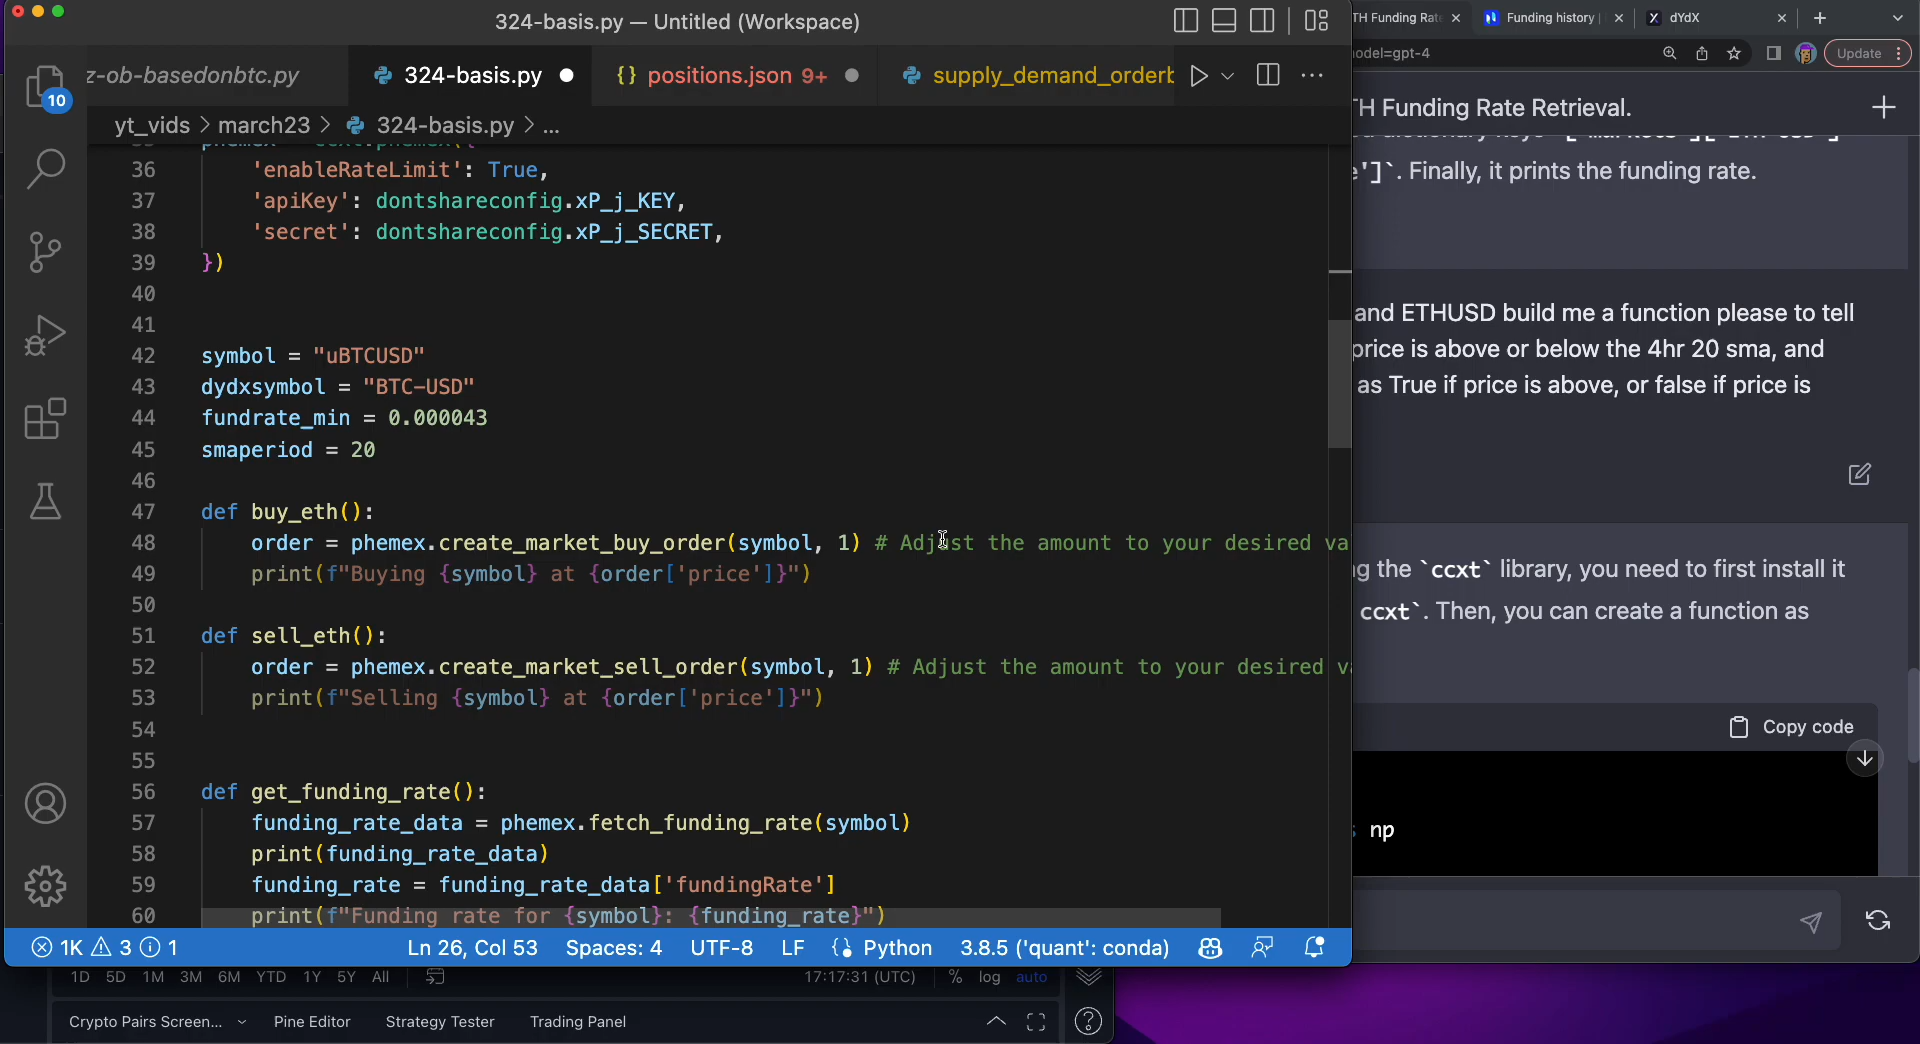 324-basis.py — Untitled (Workspace)
z-ob-basedonbtc.py
324-basis.py
{} positions.json 9+
supply_demand_orderb
yt_vids > march23 > 324-basis.py > ...
10
36 'enableRateLimit': True,
37 'apiKey': dontshareconfig.xP_j_KEY,
38 'secret': dontshareconfig.xP_j_SECRET,
39 })
40
41
42 symbol = "uBTCUSD"
43 dydxsymbol = "BTC-USD"
44 fundrate_min = 0.000043
45 smaperiod = 20
46
47 def buy_eth():
48 order = phemex.create_market_buy_order(symbol, 1) # Adjust the amount to your desired va
49 print(f"Buying {symbol} at {order['price']}")
50
51 def sell_eth():
52 order = phemex.create_market_sell_order(symbol, 1) # Adjust the amount to your desired va
53 print(f"Selling {symbol} at {order['price']}")
54
55
56 def get_funding_rate():
57 funding_rate_data = phemex.fetch_funding_rate(symbol)
58 print(funding_rate_data)
59 funding_rate = funding_rate_data['fundingRate']
60 print(f"Funding rate for {symbol}: {funding_rate}")
1K 3 1
Ln 26, Col 53 Spaces: 4 UTF-8 LF {} Python 3.8.5 ('quant': conda)
1D 5D 1M 3M 6M YTD 1Y 5Y All
17:17:31 (UTC) % log auto
Crypto Pairs Screen... Pine Editor Strategy Tester Trading Panel
TH Funding Rat
Funding history
dYdX
odel=gpt-4
Update
TH Funding Rate Retrieval.
e']`. Finally, it prints the funding rate.
and ETHUSD build me a function please to tell
price is above or below the 4hr 20 sma, and
as True if price is above, or false if price is
g the `ccxt` library, you need to first install it
ccxt`. Then, you can create a function as
Copy code
np